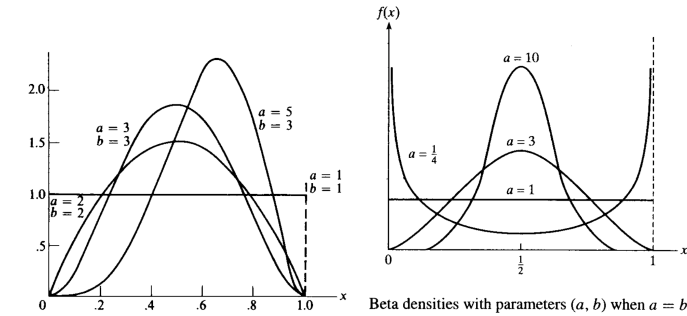 2.0
1.5
1.0
.5
0
.2
.4
.6
.8
1.0
x
a = 3
b = 3
a = 5
b = 3
a = 1
b = 1
a = 2
b = 2
f(x)
a = 10
a = 3
a = 1/4
a = 1
0
1/2
1
x
Beta densities with parameters (a, b) when a = b